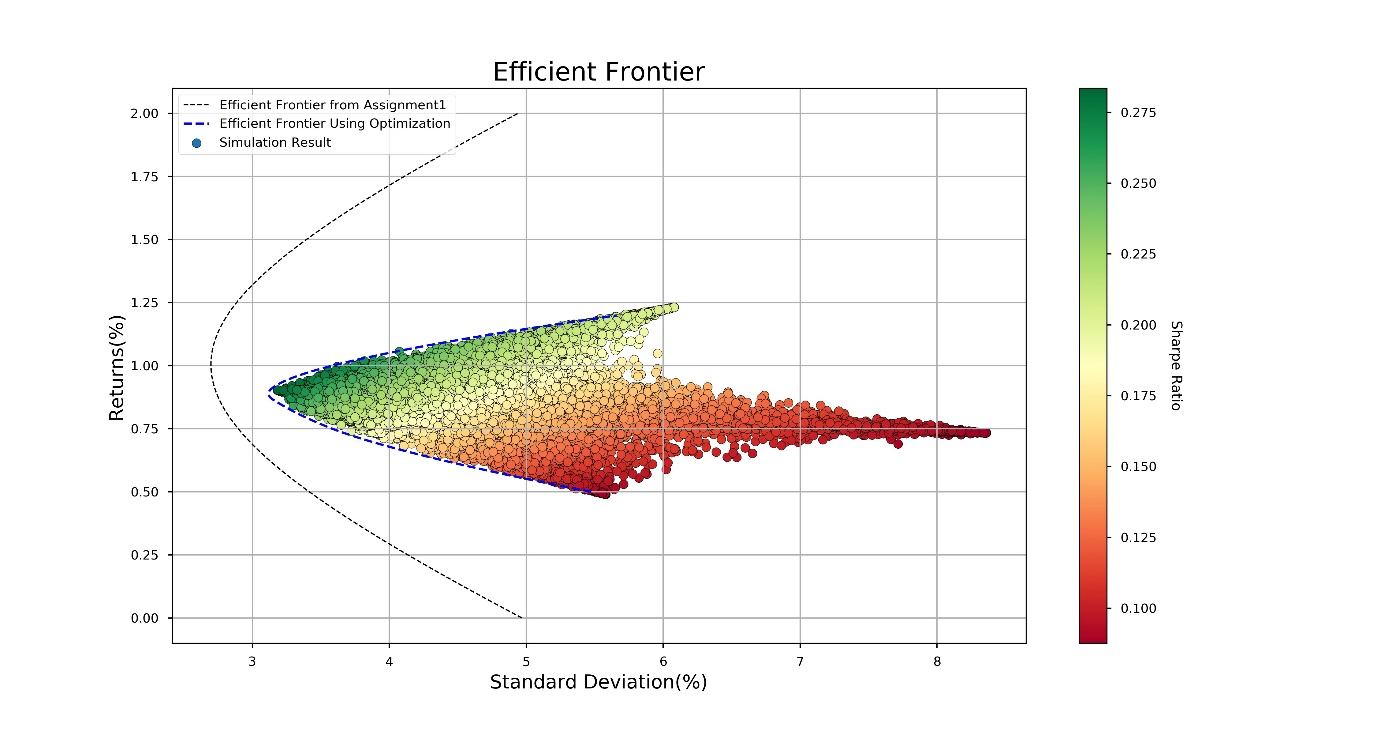 Efficient Frontier
Efficient Frontier from Assignment1
Efficient Frontier Using Optimization
Simulation Result
2.00
1.75
1.50
1.25
1.00
0.75
0.50
0.25
0.00
Returns(%)
3 4 5 6 7 8
Standard Deviation(%)
0.275
0.250
0.225
0.200
0.175
0.150
0.125
0.100
Sharpe Ratio